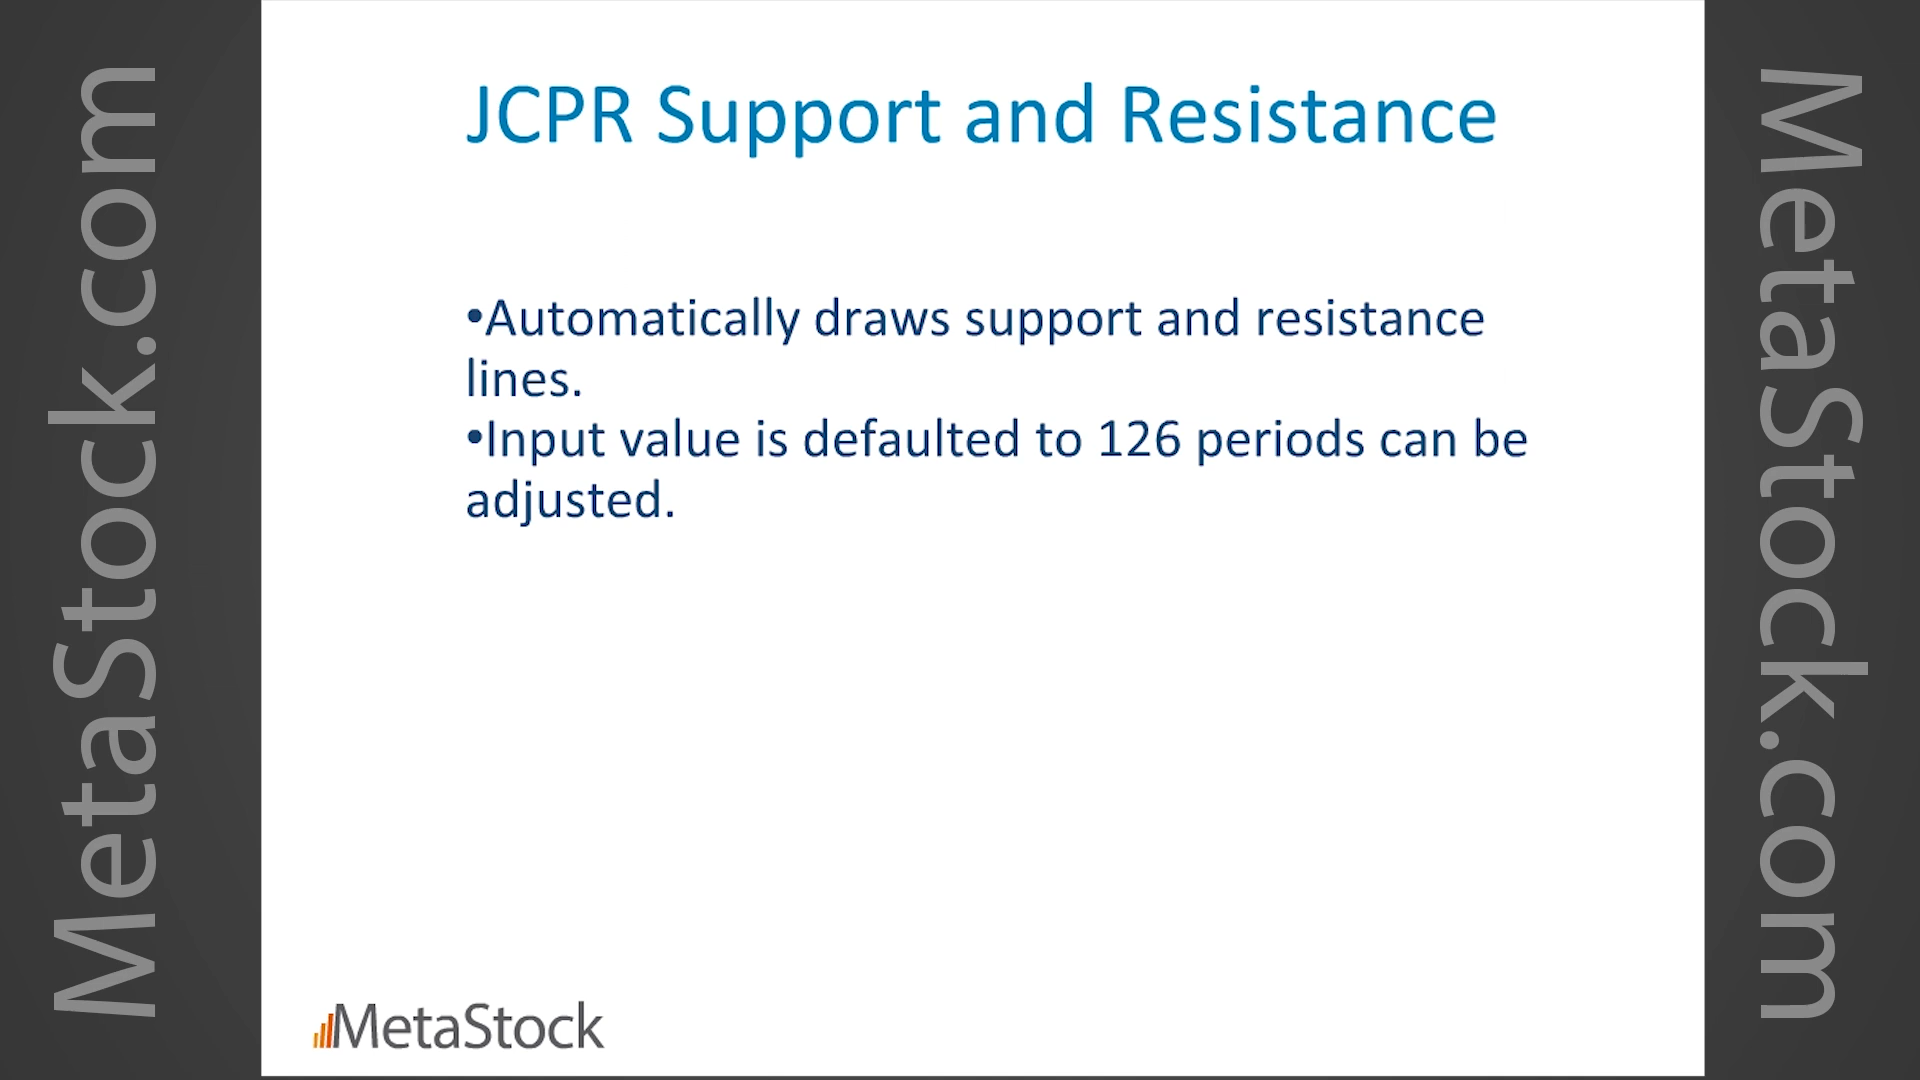 MetaStock.com
JCPR Support and Resistance
•Automatically draws support and resistance
lines.
•Input value is defaulted to 126 periods can be
adjusted.
MetaStock
MetaStock.com